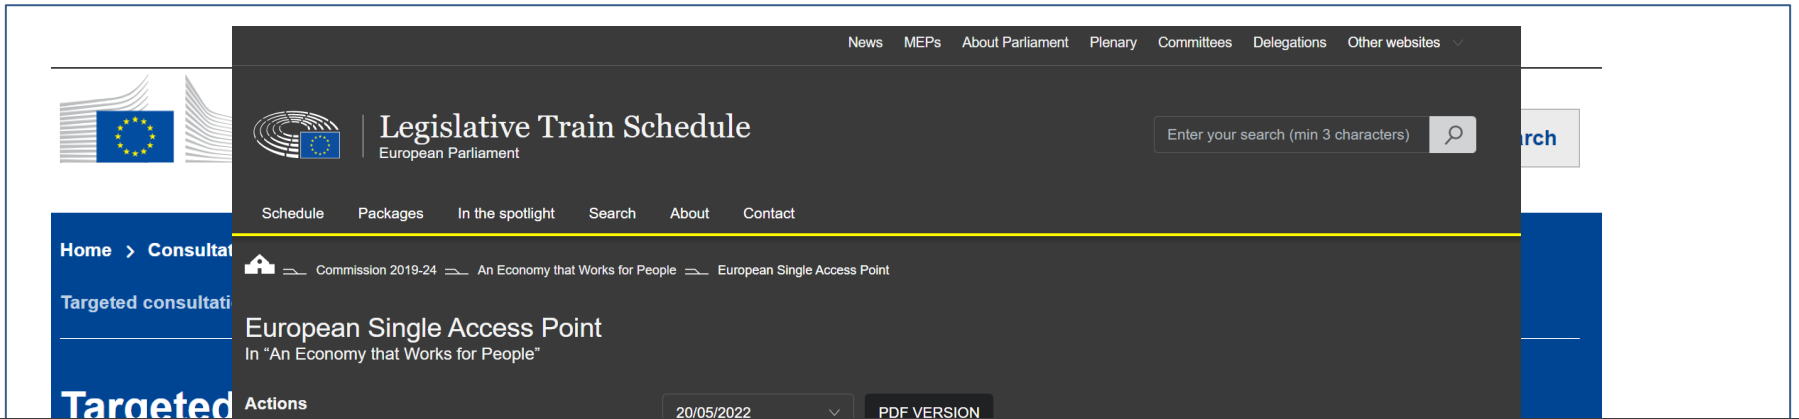 News MEPs About Parliament Plenary Committees Delegations Other websites
Legislative Train Schedule
European Parliament
Enter your search (min 3 characters)
Schedule Packages In the spotlight Search About Contact
Home > Consultat
Commission 2019-24 An Economy that Works for People European Single Access Point
Targeted consultati
European Single Access Point
In “An Economy that Works for People”
Targeted
Actions
20/05/2022 PDF VERSION
rch